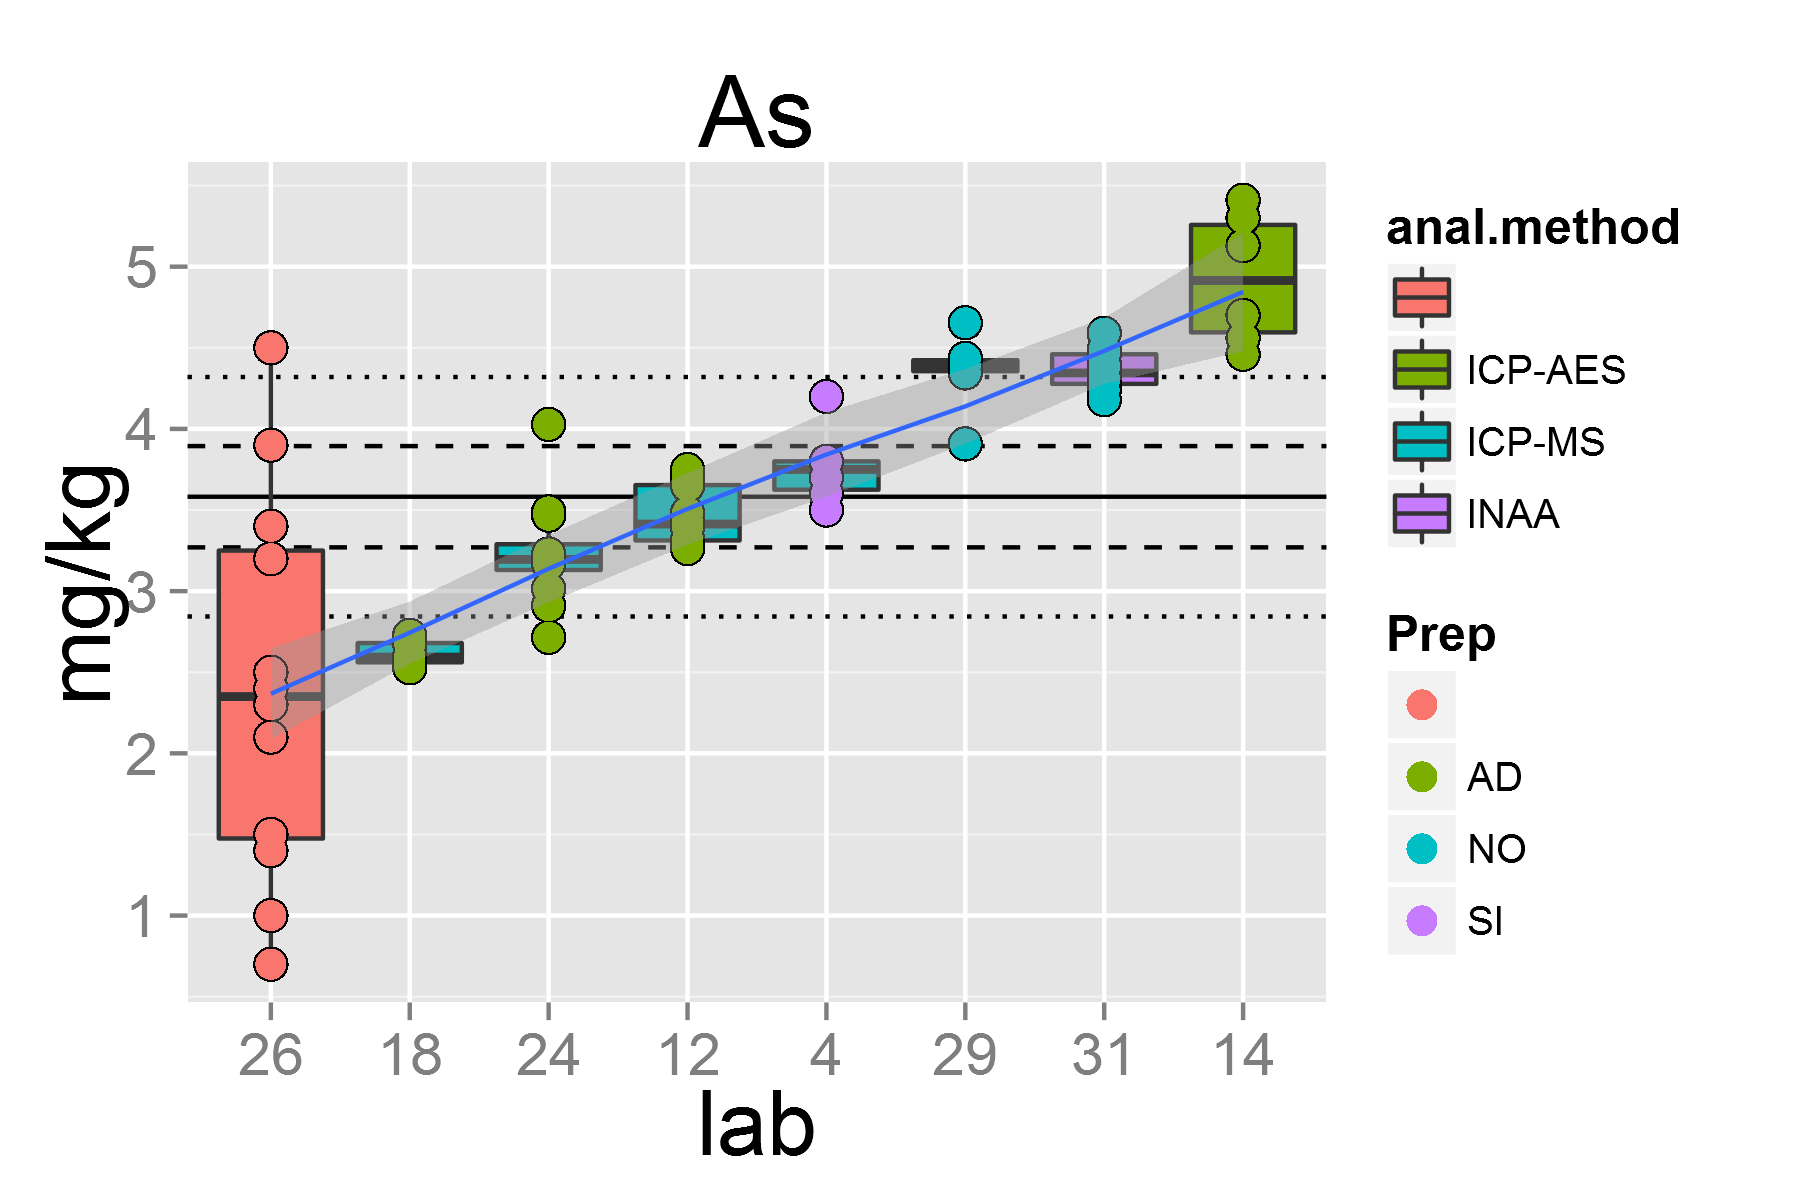 As
mg/kg
5
4
3
2
1
26 18 24 12 4 29 31 14
lab
anal.method
ICP-AES
ICP-MS
INAA
Prep
AD
NO
SI